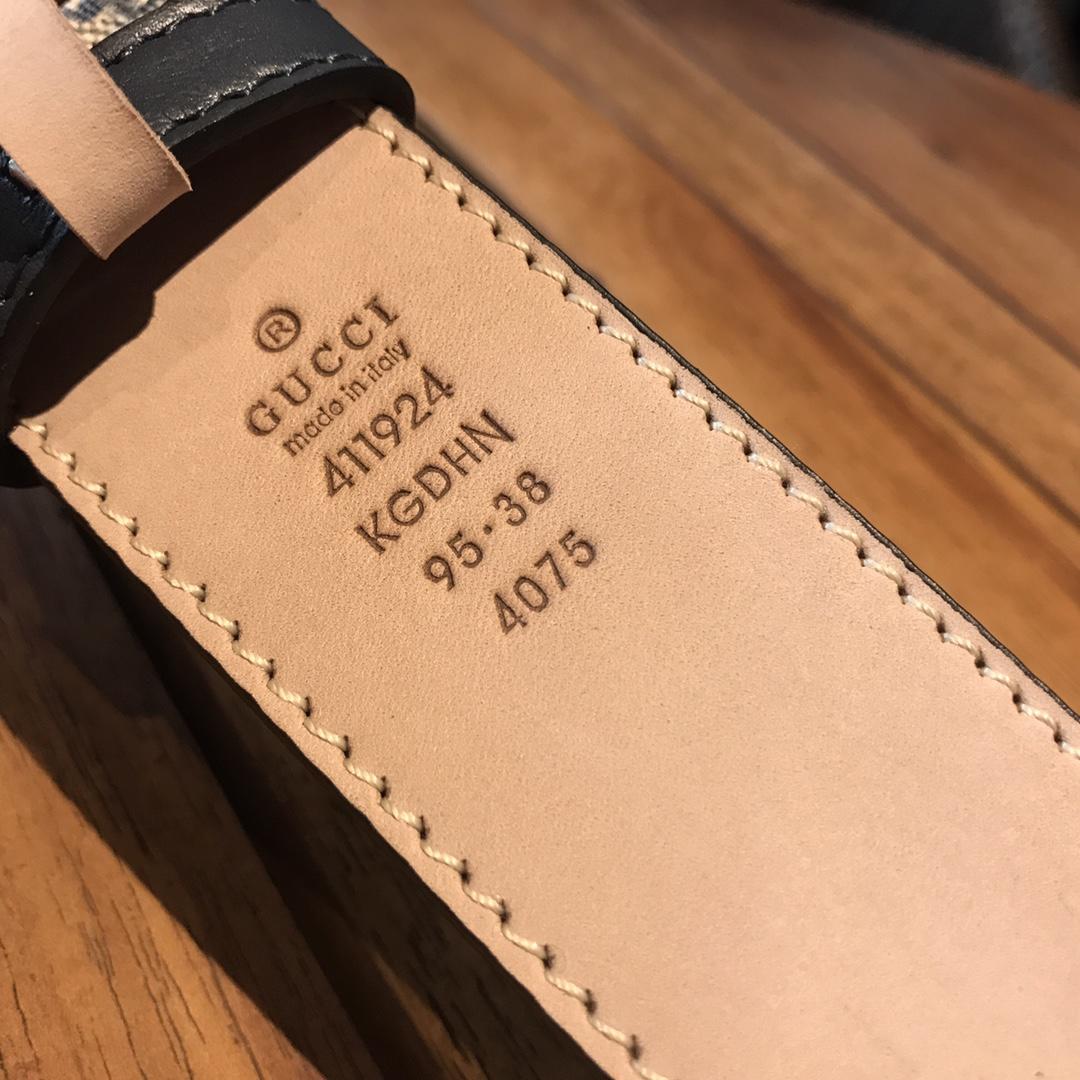 ®
GUCCI
made in italy
411924
KGDHN
95·38
4075